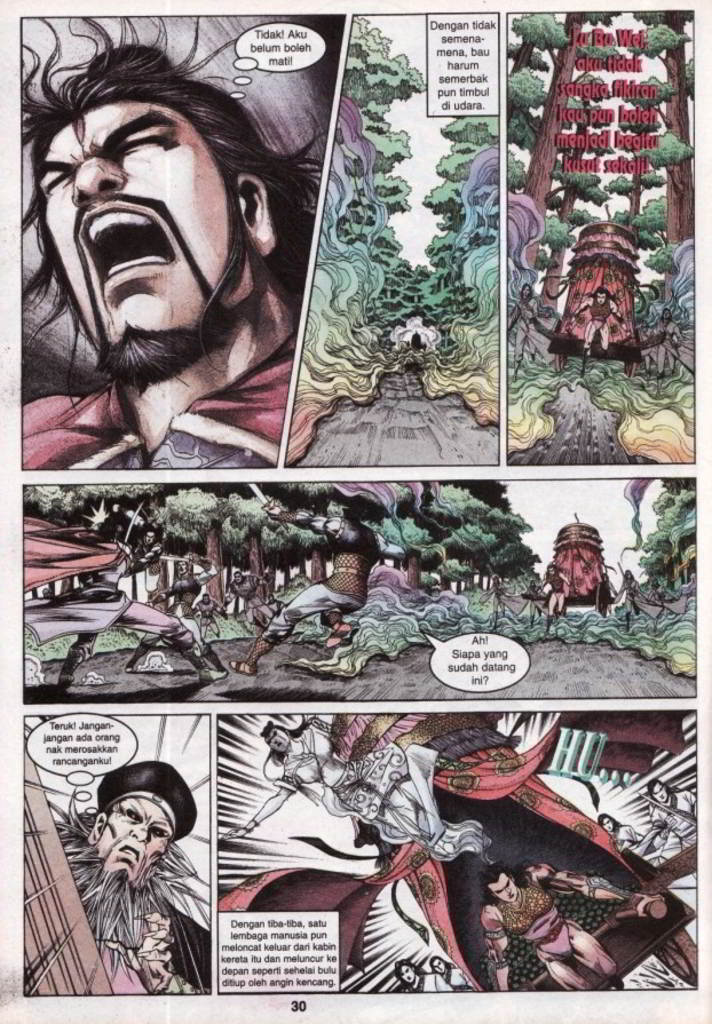 Tidak! Aku
belum boleh
mati!
Dengan tidak
semena-
mena, bau
harum
semerbak
pun timbul
di udara.
Lu Bu Wei,
aku tidak
sangka fikiran
kau pun boleh
menjadi begitu
kusut sekali!
Ah!
Siapa yang
sudah datang
ini?
Teruk! Jangan-
jangan ada orang
nak merosakkan
rancanganku!
HU...
Dengan tiba-tiba, satu
lembaga manusia pun
meloncat keluar dari kabin
kereta itu dan meluncur ke
depan seperti sehelai bulu
ditiup oleh angin kencang.
30